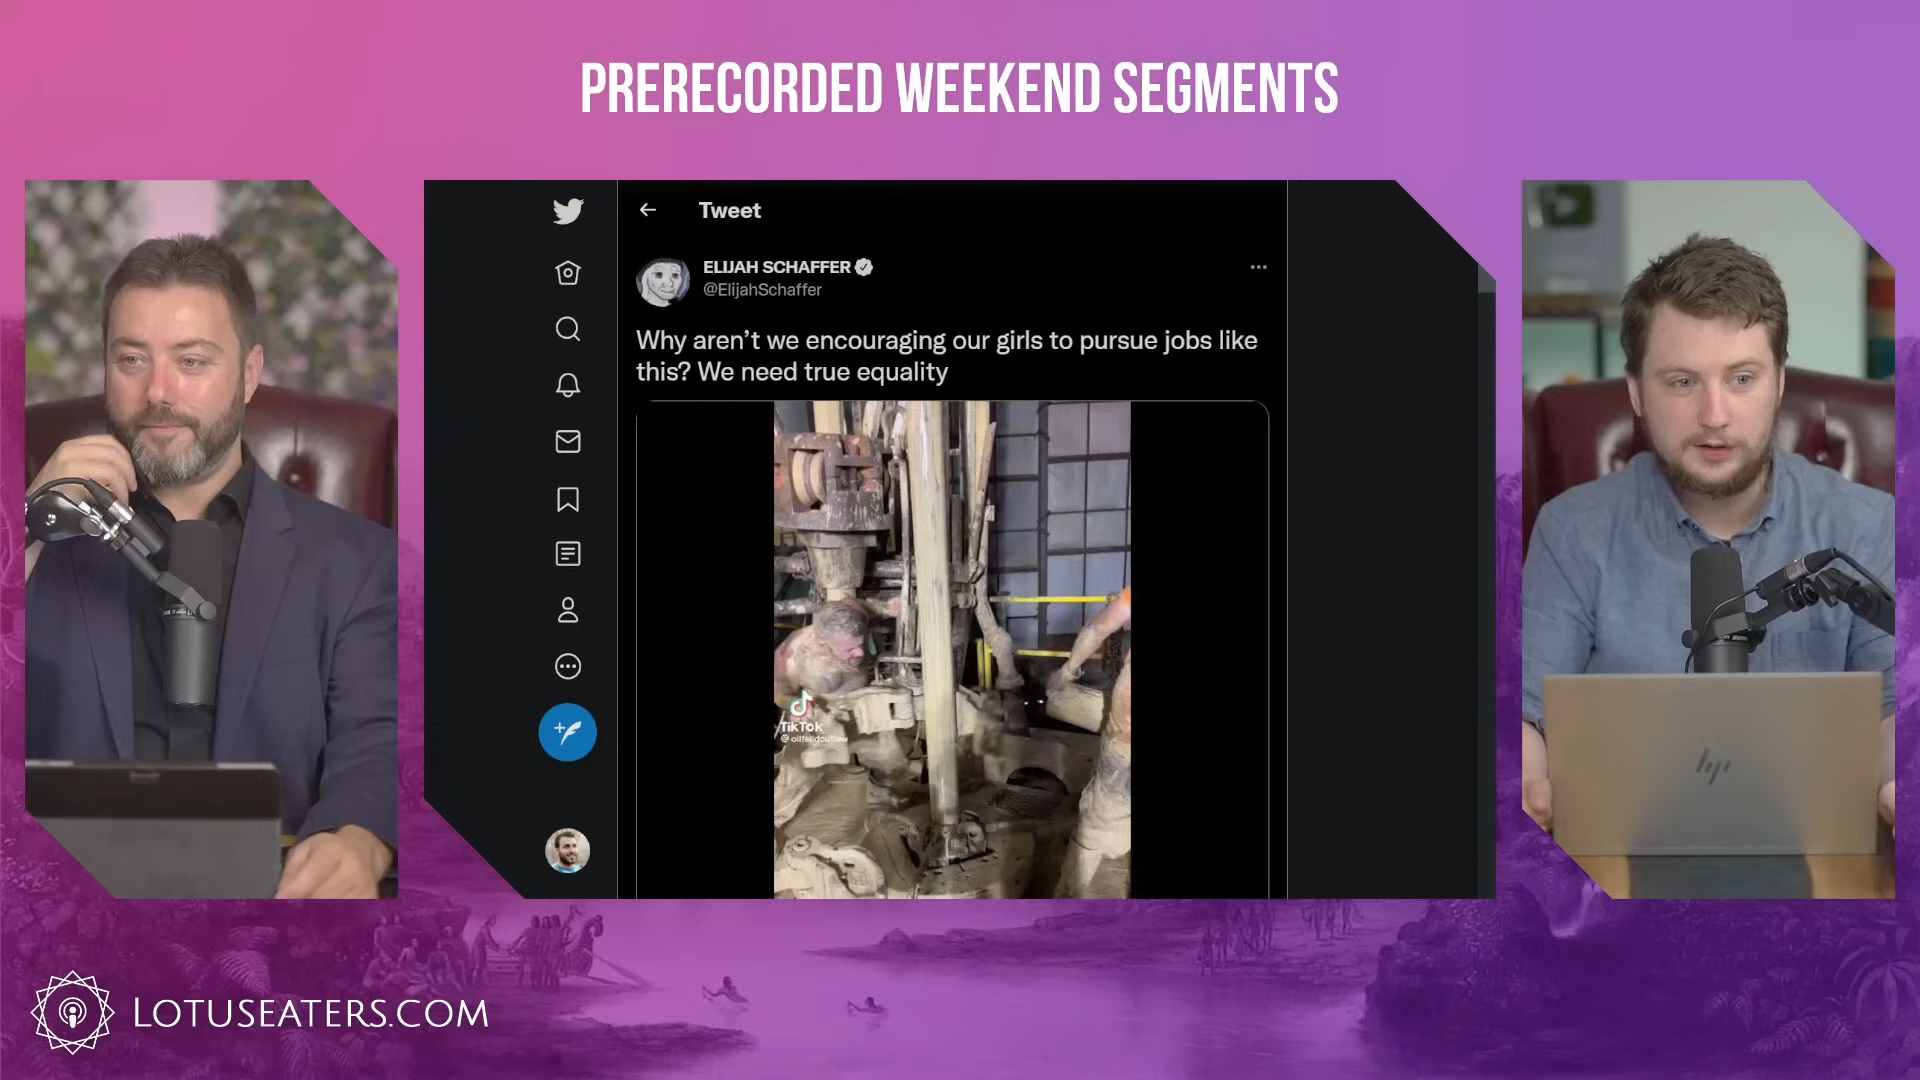 PRERECORDED WEEKEND SEGMENTS
Tweet
ELIJAH SCHAFFER
@ElijahSchaffer
Why aren’t we encouraging our girls to pursue jobs like
this? We need true equality
TikTok
hp
LOTUSEATERS.COM